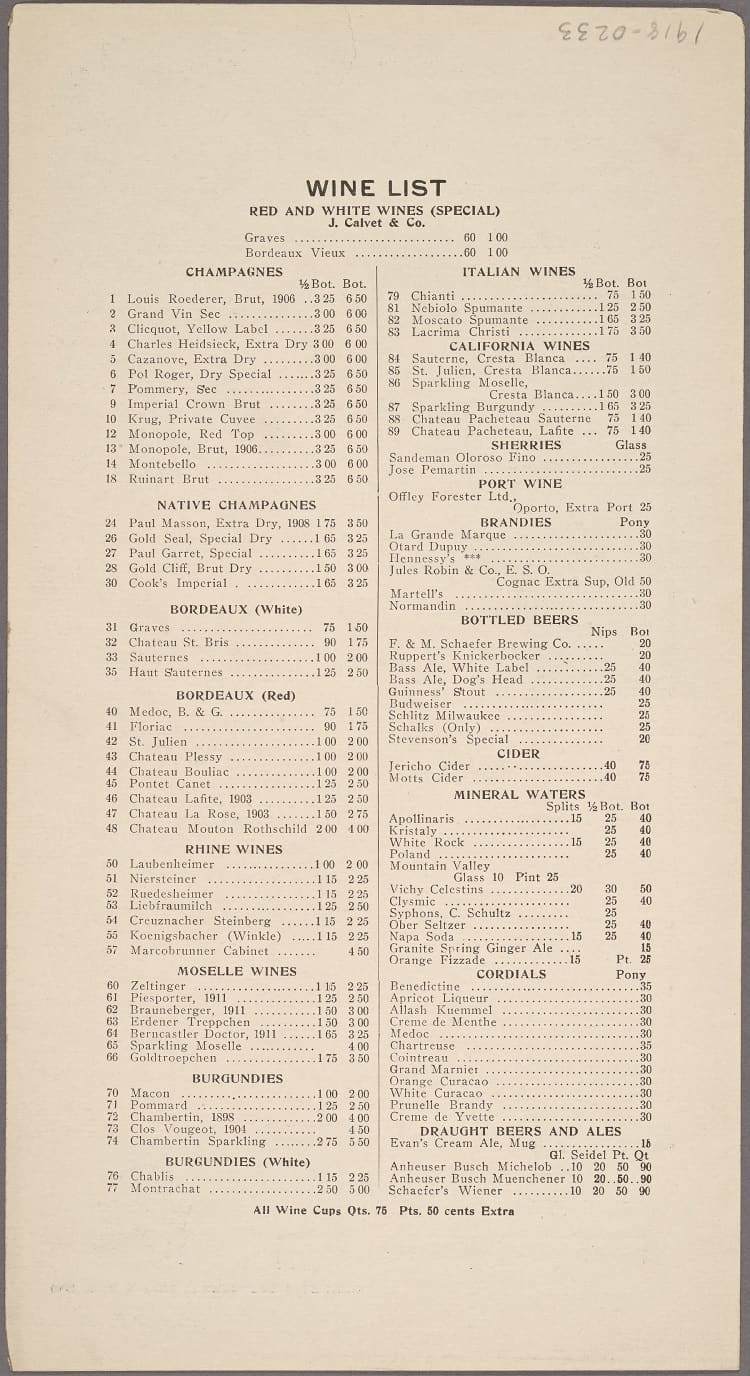 1918-0233
WINE LIST
RED AND WHITE WINES (SPECIAL)
J. Calvet & Co.
Graves ........................... 60 1 00
Bordeaux Vieux ...................60 1 00
CHAMPAGNES
½ Bot. Bot.
1 Louis Roederer, Brut, 1906 ..3 25 6 50
2 Grand Vin Sec ...............3 00 6 00
3 Clicquot, Yellow Label .......3 25 6 50
4 Charles Heidsieck, Extra Dry 3 00 6 00
5 Cazanove, Extra Dry .........3 00 6 00
6 Pol Roger, Dry Special .......3 25 6 50
7 Pommery, Sec ...............3 25 6 50
9 Imperial Crown Brut ........3 25 6 50
10 Krug, Private Cuvee .........3 25 6 50
12 Monopole, Red Top .........3 00 6 00
13 Monopole, Brut, 1906..........3 25 6 50
14 Montebello ...................3 00 6 00
18 Ruinart Brut .................3 25 6 50
NATIVE CHAMPAGNES
24 Paul Masson, Extra Dry, 1908 1 75 3 50
26 Gold Seal, Special Dry ......1 65 3 25
27 Paul Garret, Special ..........1 65 3 25
28 Gold Cliff, Brut Dry ..........1 50 3 00
30 Cook's Imperial . ............1 65 3 25
BORDEAUX (White)
31 Graves ....................... 75 1 50
32 Chateau St. Bris .............. 90 1 75
33 Sauternes ....................1 00 2 00
35 Haut Sauternes ...............1 25 2 50
BORDEAUX (Red)
40 Medoc, B. & G. ............... 75 1 50
41 Floriac ....................... 90 1 75
42 St. Julien .....................1 00 2 00
43 Chateau Plessy ...............1 00 2 00
44 Chateau Bouliac ..............1 00 2 00
45 Pontet Canet .................1 25 2 50
46 Chateau Lafite, 1903 ..........1 25 2 50
47 Chateau La Rose, 1903 .......1 50 2 75
48 Chateau Mouton Rothschild 2 00 4 00
RHINE WINES
50 Laubenheimer ................1 00 2 00
51 Niersteiner ...................1 15 2 25
52 Ruedesheimer ................1 15 2 25
53 Liebfraumilch ................1 25 2 50
54 Creuznacher Steinberg ......1 15 2 25
55 Koenigsbacher (Winkle) .....1 15 2 25
57 Marcobrunner Cabinet ....... 4 50
MOSELLE WINES
60 Zeltinger .....................1 15 2 25
61 Piesporter, 1911 ..............1 25 2 50
62 Brauneberger, 1911 ...........1 50 3 00
63 Erdener Treppchen ..........1 50 3 00
64 Berncastler Doctor, 1911 ......1 65 3 25
65 Sparkling Moselle ........... 4 00
66 Goldtroepchen ................1 75 3 50
BURGUNDIES
70 Macon ........................1 00 2 00
71 Pommard .....................1 25 2 50
72 Chambertin, 1898 .............2 00 4 00
73 Clos Vougeot, 1904 ........... 4 50
74 Chambertin Sparkling ........2 75 5 50
BURGUNDIES (White)
76 Chablis .......................1 15 2 25
77 Montrachat ...................2 50 5 00
ITALIAN WINES
½ Bot. Bot
79 Chianti ........................ 75 1 50
81 Nebiolo Spumante ............1 25 2 50
82 Moscato Spumante ...........1 65 3 25
83 Lacrima Christi ..............1 75 3 50
CALIFORNIA WINES
84 Sauterne, Cresta Blanca .... 75 1 40
85 St. Julien, Cresta Blanca......75 1 50
86 Sparkling Moselle,
Cresta Blanca....1 50 3 00
87 Sparkling Burgundy ..........1 65 3 25
88 Chateau Pacheteau Sauterne 75 1 40
89 Chateau Pacheteau, Lafite ... 75 1 40
SHERRIES Glass
Sandeman Oloroso Fino .................25
Jose Pemartin ...........................25
PORT WINE
Offley Forester Ltd.,
Oporto, Extra Port 25
BRANDIES Pony
La Grande Marque ......................30
Otard Dupuy .............................30
Hennessy's *** ..........................30
Jules Robin & Co., E. S. O.
Cognac Extra Sup, Old 50
Martell's ................................30
Normandin ..............................30
BOTTLED BEERS
Nips Bot
F. & M. Schaefer Brewing Co. ..... 20
Ruppert's Knickerbocker ......... 20
Bass Ale, White Label ............25 40
Bass Ale, Dog's Head .............25 40
Guinness' Stout ...................25 40
Budweiser ........................ 25
Schlitz Milwaukee ................. 25
Schalks (Only) .................... 25
Stevenson's Special ............... 20
CIDER
Jericho Cider ......................40 75
Motts Cider .......................40 75
MINERAL WATERS
Splits ½ Bot. Bot
Apollinaris ...................15 25 40
Kristaly ...................... 25 40
White Rock ...................15 25 40
Poland ....................... 25 40
Mountain Valley
Glass 10 Pint 25
Vichy Celestins ..............20 30 50
Clysmic ...................... 25 40
Syphons, C. Schultz ......... 25
Ober Seltzer ................. 25 40
Napa Soda ...................15 25 40
Granite Spring Ginger Ale .... 15
Orange Fizzade .............15 Pt. 25
CORDIALS Pony
Benedictine .............................35
Apricot Liqueur .........................30
Allash Kuemmel .........................30
Creme de Menthe ........................30
Medoc ...................................30
Chartreuse ..............................35
Cointreau ................................30
Grand Marnier ..........................30
Orange Curacao .........................30
White Curacao ..........................30
Prunelle Brandy .........................30
Creme de Yvette .........................30
DRAUGHT BEERS AND ALES
Evan's Cream Ale, Mug .................15
Gl. Seidel Pt. Qt
Anheuser Busch Michelob ..10 20 50 90
Anheuser Busch Muenchener 10 20..50..90
Schaefer's Wiener ..........10 20 50 90
All Wine Cups Qts. 75 Pts. 50 cents Extra